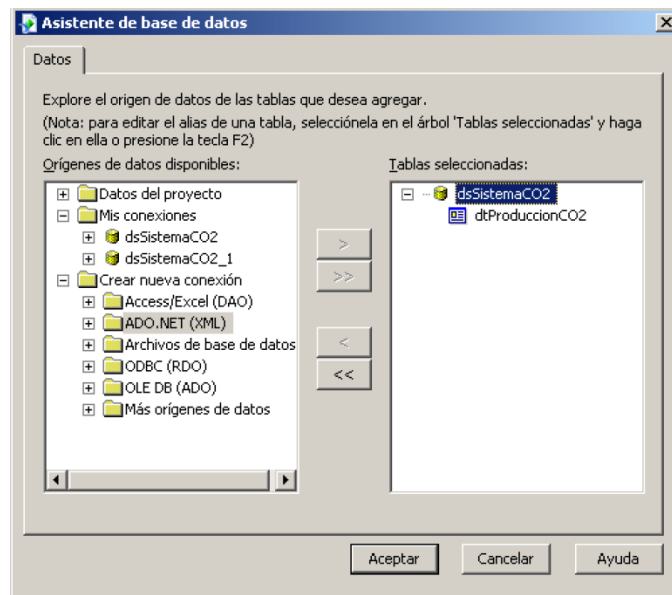 Asistente de base de datos
Datos
Explore el origen de datos de las tablas que desea agregar.
(Nota: para editar el alias de una tabla, selecciónela en el árbol 'Tablas seleccionadas' y haga
clic en ella o presione la tecla F2)
Orígenes de datos disponibles:
Tablas seleccionadas:
Datos del proyecto
Mis conexiones
dsSistemaCO2
dsSistemaCO2_1
Crear nueva conexión
Access/Excel (DAO)
ADO.NET (XML)
Archivos de base de datos
ODBC (RDO)
OLE DB (ADO)
Más orígenes de datos
>
>>
<
<<
dsSistemaCO2
dtProduccionCO2
Aceptar
Cancelar
Ayuda